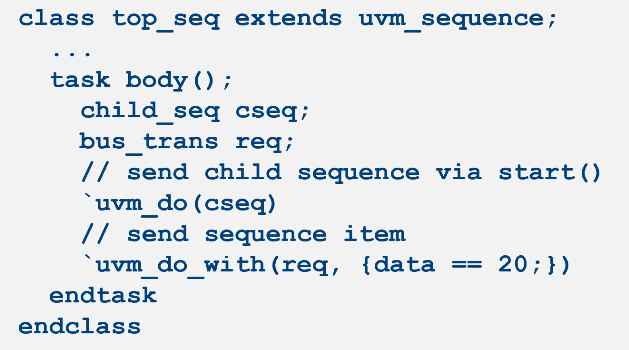 class top_seq extends uvm_sequence;
...
task body();
child_seq cseq;
bus_trans req;
// send child sequence via start()
`uvm_do(cseq)
// send sequence item
`uvm_do_with(req, {data == 20;})
endtask
endclass